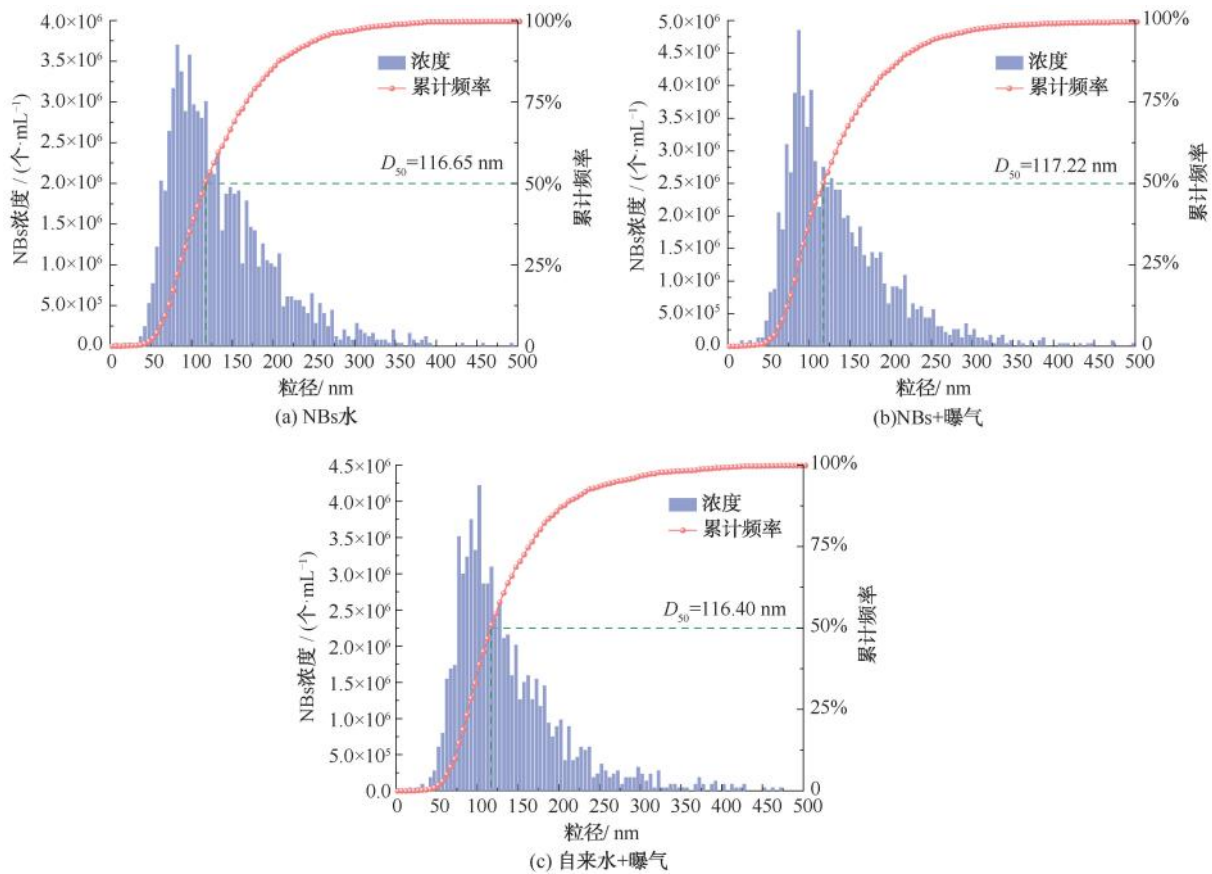 4.0×10⁶
3.5×10⁶
3.0×10⁶
2.5×10⁶
2.0×10⁶
1.5×10⁶
1.0×10⁶
5.0×10⁵
0.0
NBs浓度 / (个·mL⁻¹)
100%
75%
50%
25%
0
累计频率
浓度
累计频率
D₅₀=116.65 nm
0 50 100 150 200 250 300 350 400 450 500
粒径/ nm
(a) NBs水
5.0×10⁶
4.5×10⁶
4.0×10⁶
3.5×10⁶
3.0×10⁶
2.5×10⁶
2.0×10⁶
1.5×10⁶
1.0×10⁶
5.0×10⁵
0.0
NBs浓度 / (个·mL⁻¹)
100%
75%
50%
25%
0
累计频率
浓度
累计频率
D₅₀=117.22 nm
0 50 100 150 200 250 300 350 400 450 500
粒径/ nm
(b)NBs+曝气
4.5×10⁶
4.0×10⁶
3.5×10⁶
3.0×10⁶
2.5×10⁶
2.0×10⁶
1.5×10⁶
1.0×10⁶
5.0×10⁵
0.0
NBs浓度 / (个·mL⁻¹)
100%
75%
50%
25%
0
累计频率
浓度
累计频率
D₅₀=116.40 nm
0 50 100 150 200 250 300 350 400 450 500
粒径/ nm
(c) 自来水+曝气